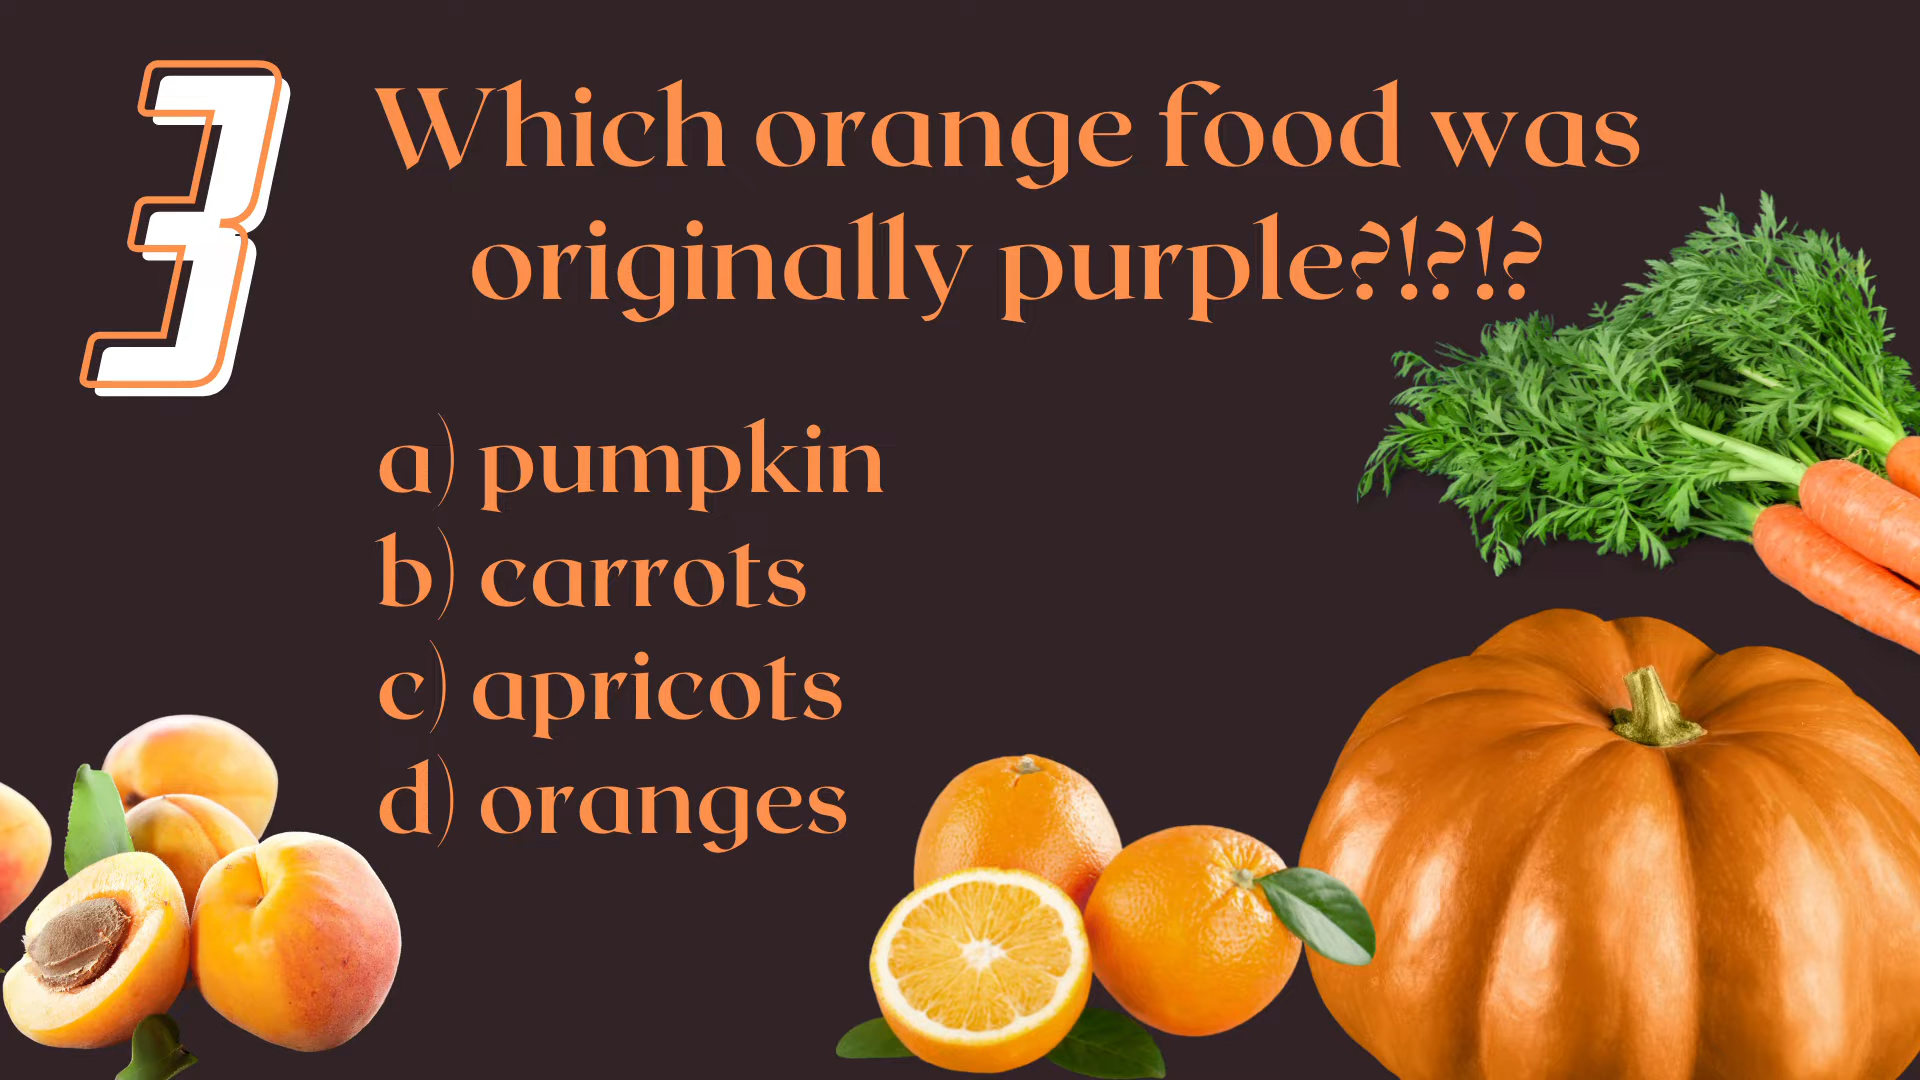 3
Which orange food was
originally purple?!?!?
a) pumpkin
b) carrots
c) apricots
d) oranges